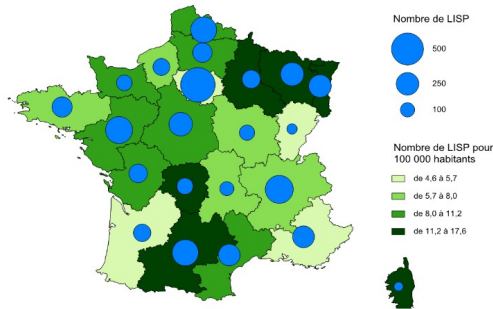 Nombre de LISP
500
250
100
Nombre de LISP pour
100 000 habitants
de 4,6 à 5,7
de 5,7 à 8,0
de 8,0 à 11,2
de 11,2 à 17,6